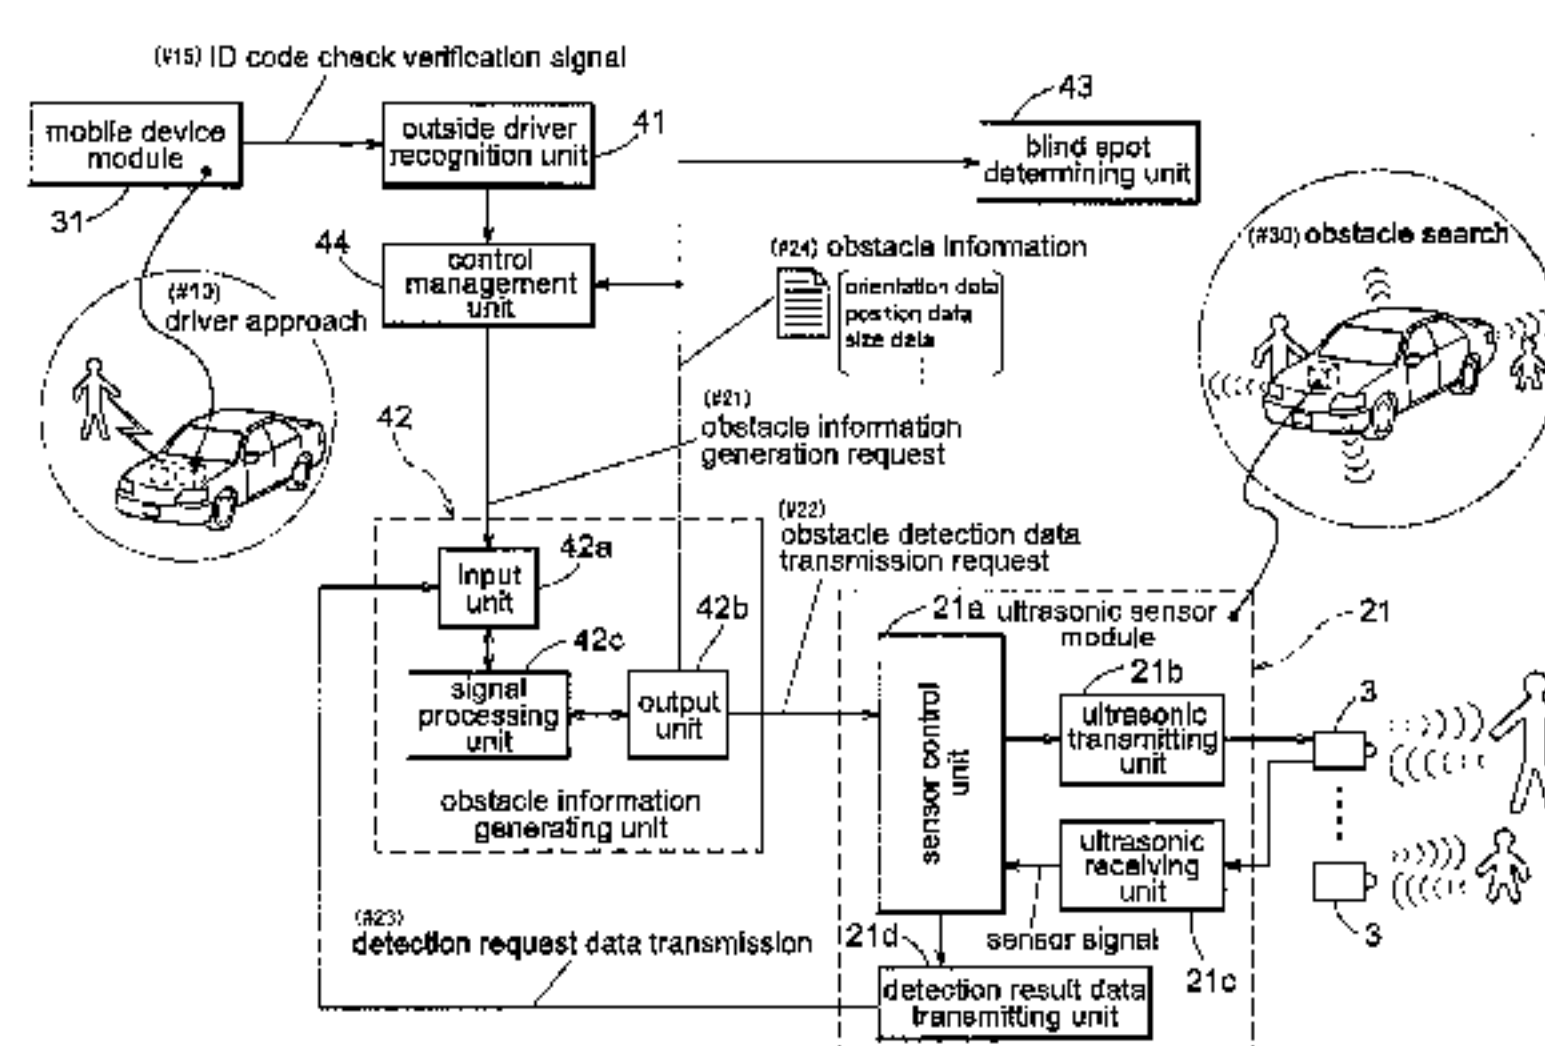 (#15) ID code check verification signal
mobile device
module
31
outside driver
recognition unit
41
43
blind spot
determining unit
44
control
management
unit
(#24) obstacle information
orientation data
position data
size data
(#30) obstacle search
(#10)
driver approach
(#21)
obstacle information
generation request
42
(#22)
obstacle detection data
transmission request
Input
unit
42a
42c
42b
signal
processing
unit
output
unit
obstacle information
generating unit
21a ultrasonic sensor
module
21
sensor control
unit
21b
ultrasonic
transmitting
unit
3
ultrasonic
receiving
unit
3
sensor signal
21c
(#23)
detection request data transmission
21d
detection result data
transmitting unit